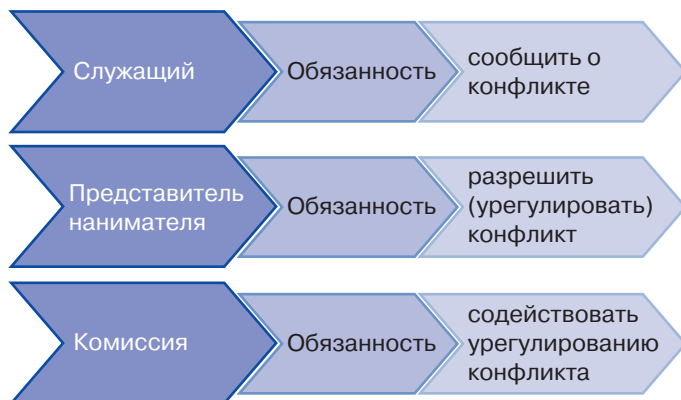 Служащий
Обязанность
сообщить о
конфликте
Представитель
нанимателя
Обязанность
разрешить
(урегулировать)
конфликт
Комиссия
Обязанность
содействовать
урегулированию
конфликта